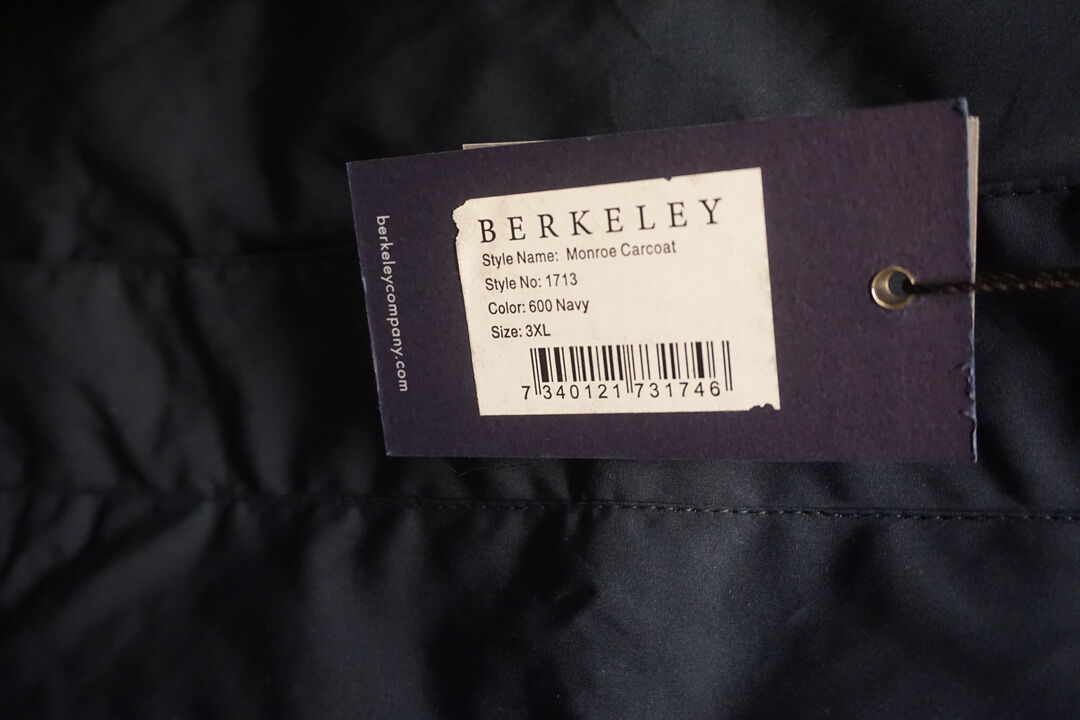 berkeleycompany.com
BERKELEY
Style Name: Monroe Carcoat
Style No: 1713
Color: 600 Navy
Size: 3XL
7 340121 731746